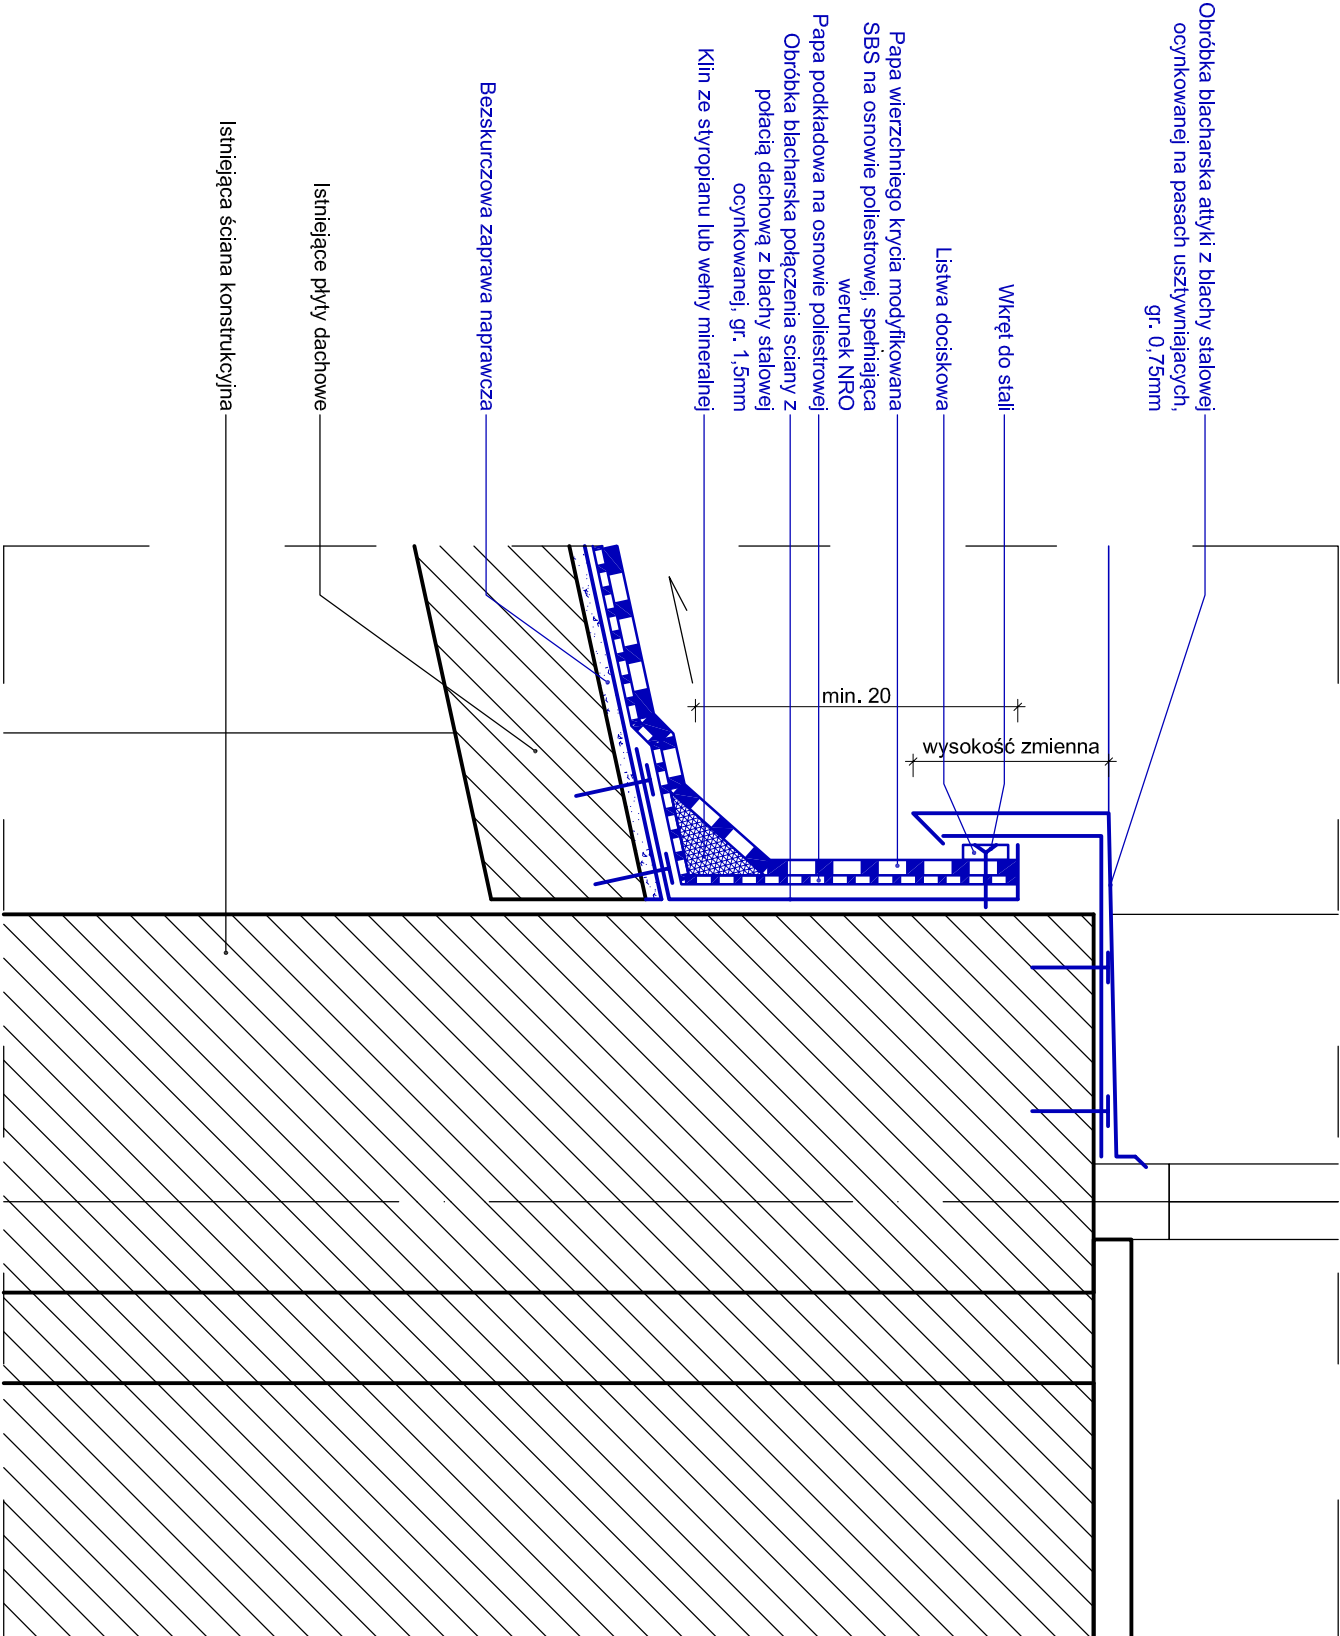 Obróbka blacharska attyki z blachy stalowej
ocynkowanej na pasach usztywniajacych,
gr. 0,75mm
Wkręt do stali
Listwa dociskowa
Papa wierzchniego krycia modyfikowana
SBS na osnowie poliestrowej, spełniająca
werunek NRO
Papa podkładowa na osnowie poliestrowej
Obróbka blacharska połączenia sciany z
połacią dachową z blachy stalowej
ocynkowanej, gr. 1,5mm
Klin ze styropianu lub wełny mineralnej
Bezskurczowa zaprawa naprawcza
Istniejące płyty dachowe
Istniejąca ściana konstrukcyjna
min. 20
wysokość zmienna